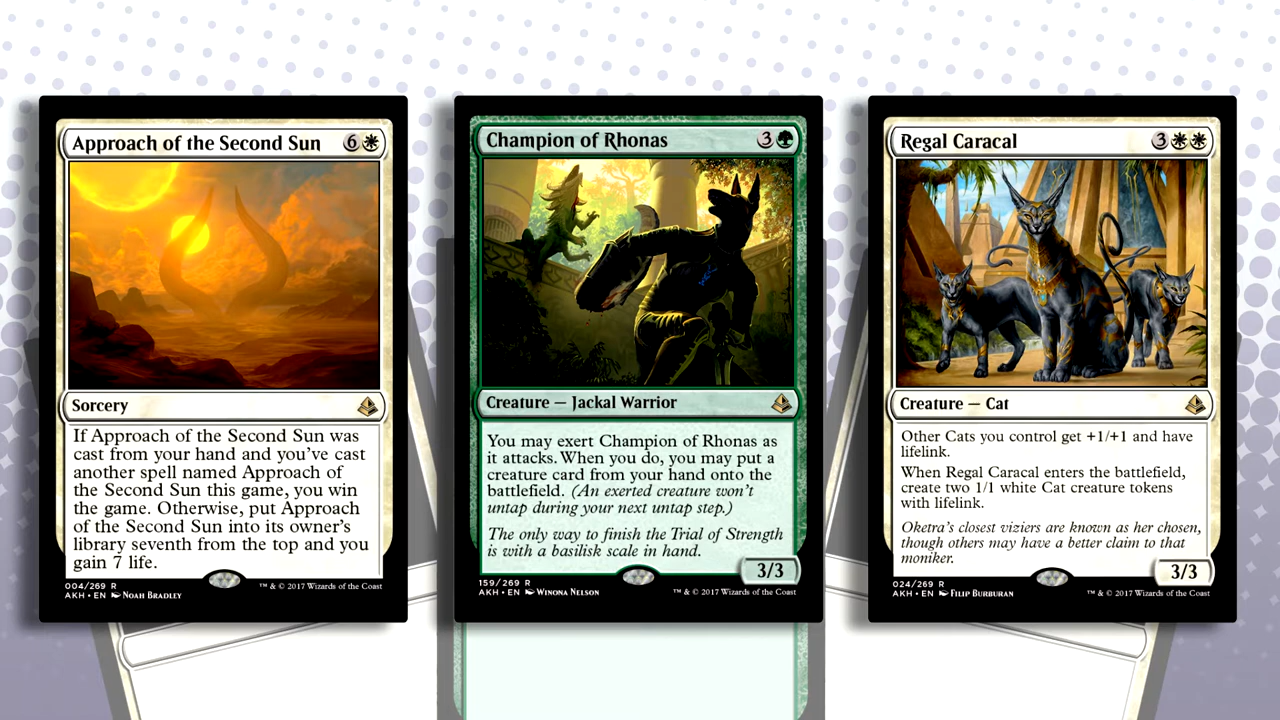 Approach of the Second Sun 6
Sorcery
If Approach of the Second Sun was
cast from your hand and you've cast
another spell named Approach of
the Second Sun this game, you win
the game. Otherwise, put Approach
of the Second Sun into its owner's
library seventh from the top and you
gain 7 life.
004/269 R
AKH • EN Noah Bradley
™ & © 2017 Wizards of the Coast
Champion of Rhonas 3
Creature — Jackal Warrior
You may exert Champion of Rhonas as
it attacks. When you do, you may put a
creature card from your hand onto the
battlefield. (An exerted creature won't
untap during your next untap step.)
The only way to finish the Trial of Strength
is with a basilisk scale in hand.
3/3
159/269 R
AKH • EN Winona Nelson
™ & © 2017 Wizards of the Coast
Regal Caracal 3
Creature — Cat
Other Cats you control get +1/+1 and have
lifelink.
When Regal Caracal enters the battlefield,
create two 1/1 white Cat creature tokens
with lifelink.
Oketra's closest viziers are known as her chosen,
though others may have a better claim to that
moniker.
3/3
024/269 R
AKH • EN Filip Burburan
™ & © 2017 Wizards of the Coast